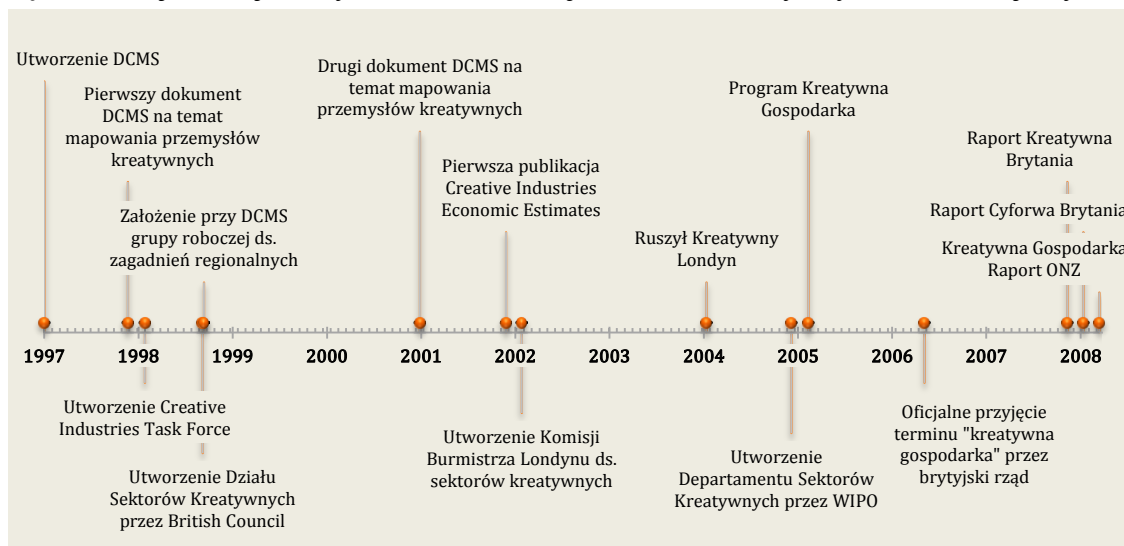 Utworzenie DCMS
Pierwszy dokument
DCMS na temat
mapowania przemysłów
kreatywnych
Założenie przy DCMS
grupy roboczej ds.
zagadnień regionalnych
Drugi dokument DCMS na
temat mapowania
przemysłów kreatywnych
Pierwsza publikacja
Creative Industries
Economic Estimates
Ruszył Kreatywny
Londyn
Program Kreatywna
Gospodarka
Raport Kreatywna
Brytania
Raport Cyforwa Brytania
Kreatywna Gospodarka
Raport ONZ
1997 1998 1999 2000 2001 2002 2003 2004 2005 2006 2007 2008
Utworzenie Creative
Industries Task Force
Utworzenie Działu
Sektorów Kreatywnych
przez British Council
Utworzenie Komisji
Burmistrza Londynu ds.
sektorów kreatywnych
Utworzenie
Departamentu Sektorów
Kreatywnych przez WIPO
Oficjalne przyjęcie
terminu "kreatywna
gospodarka" przez
brytyjski rząd